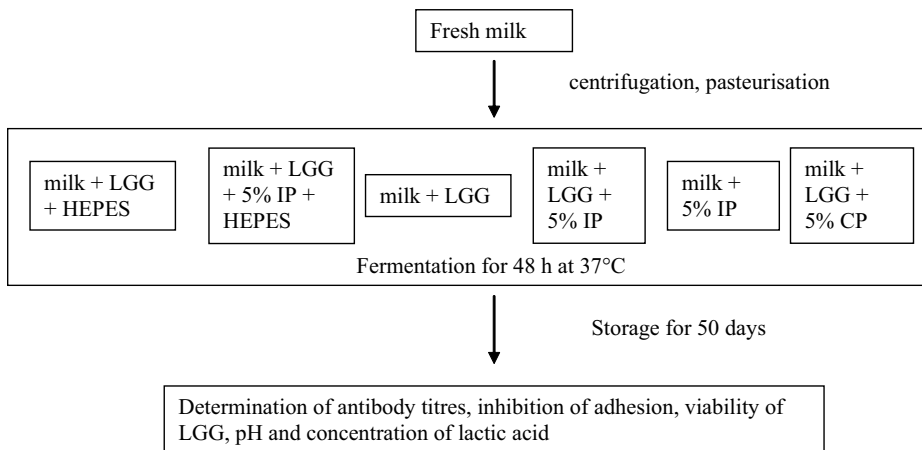 Fresh milk
centrifugation, pasteurisation
milk + LGG
+ HEPES
milk + LGG
+ 5% IP +
HEPES
milk + LGG
milk +
LGG +
5% IP
milk +
5% IP
milk +
LGG +
5% CP
Fermentation for 48 h at 37°C
Storage for 50 days
Determination of antibody titres, inhibition of adhesion, viability of
LGG, pH and concentration of lactic acid